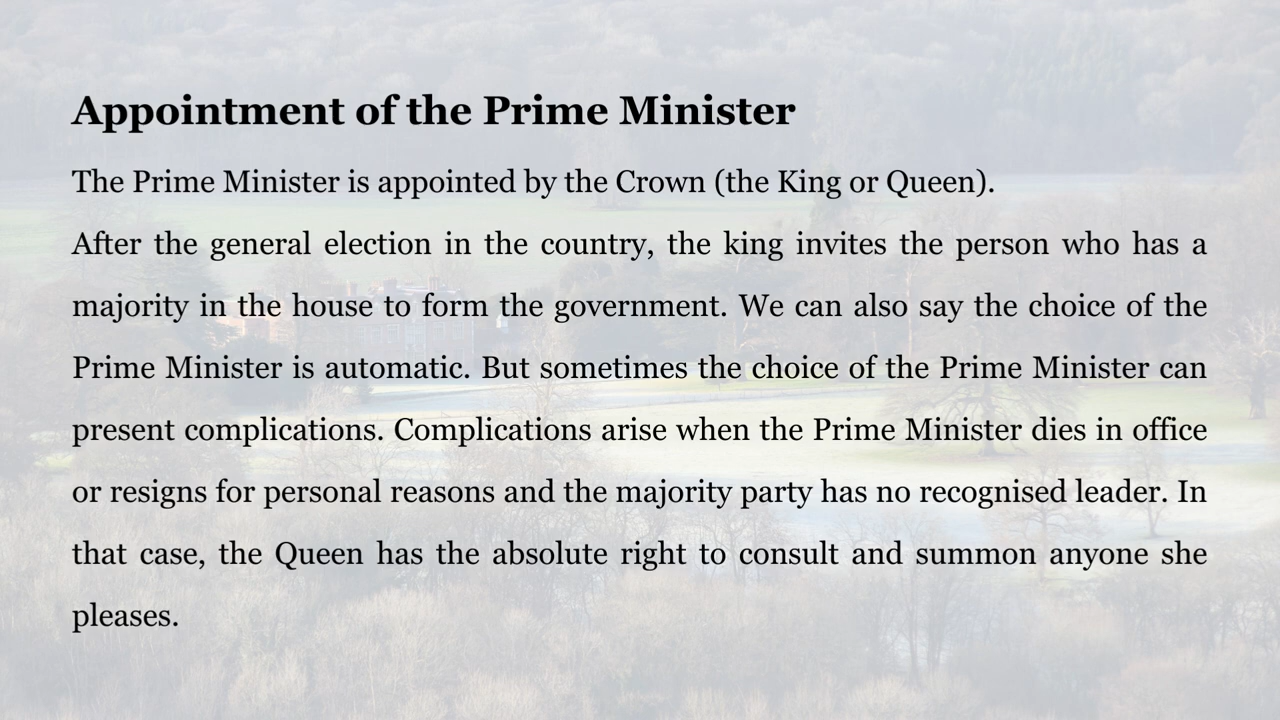 Appointment of the Prime Minister
The Prime Minister is appointed by the Crown (the King or Queen).
After the general election in the country, the king invites the person who has a
majority in the house to form the government. We can also say the choice of the
Prime Minister is automatic. But sometimes the choice of the Prime Minister can
present complications. Complications arise when the Prime Minister dies in office
or resigns for personal reasons and the majority party has no recognised leader. In
that case, the Queen has the absolute right to consult and summon anyone she
pleases.